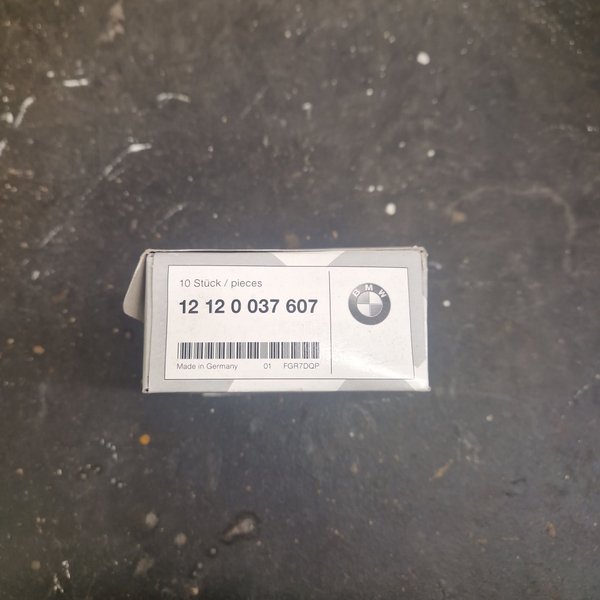 10 Stück / pieces
12 12 0 037 607
BMW
Made in Germany 01 FGR7DQP